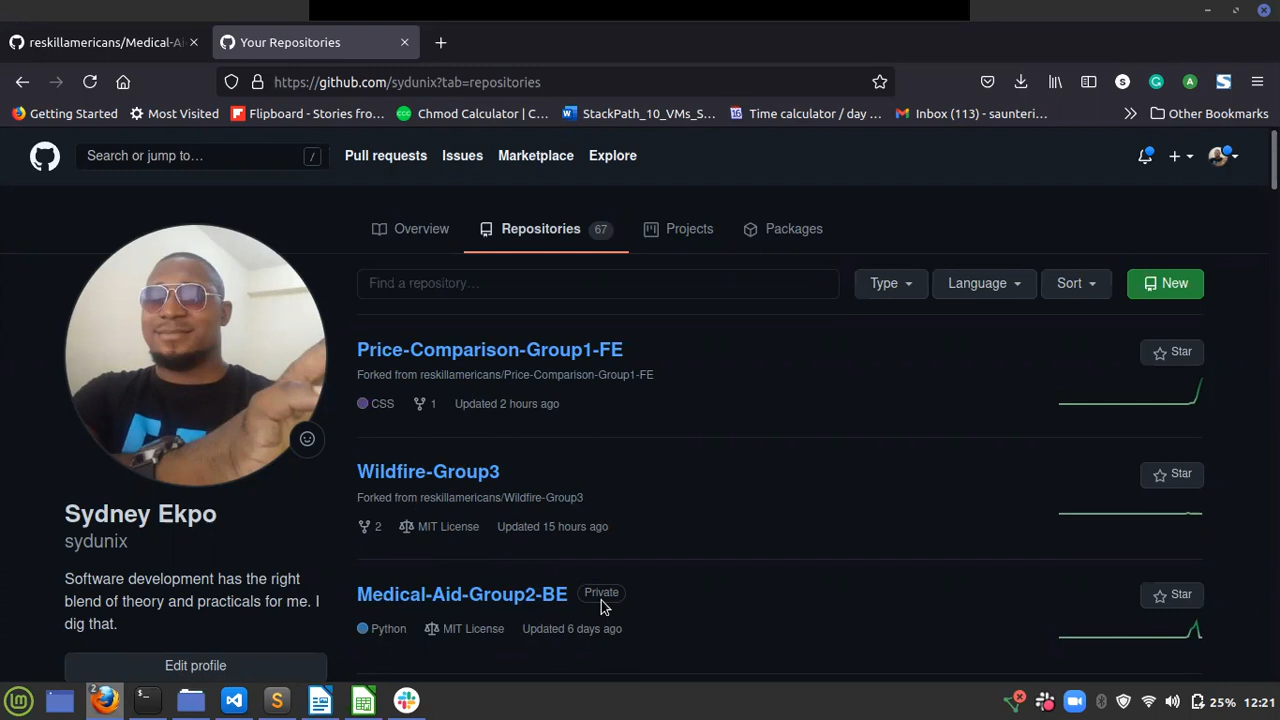 reskillamericans/Medical-Ai
Your Repositories
https://github.com/sydunix?tab=repositories
Getting Started
Most Visited
Flipboard - Stories fro...
CCC
Chmod Calculator | C...
StackPath_10_VMs_S...
16
Time calculator / day ...
Inbox (113) - saunteri...
Other Bookmarks
Search or jump to...
/
Pull requests
Issues
Marketplace
Explore
Overview
Repositories 67
Projects
Packages
Find a repository...
Type
Language
Sort
New
Price-Comparison-Group1-FE
Star
Forked from reskillamericans/Price-Comparison-Group1-FE
CSS
1
Updated 2 hours ago
Wildfire-Group3
Star
Forked from reskillamericans/Wildfire-Group3
2
MIT License
Updated 15 hours ago
Medical-Aid-Group2-BE Private
Star
Python
MIT License
Updated 6 days ago
Sydney Ekpo
sydunix
Software development has the right
blend of theory and practicals for me. I
dig that.
Edit profile
2
25%
12:21